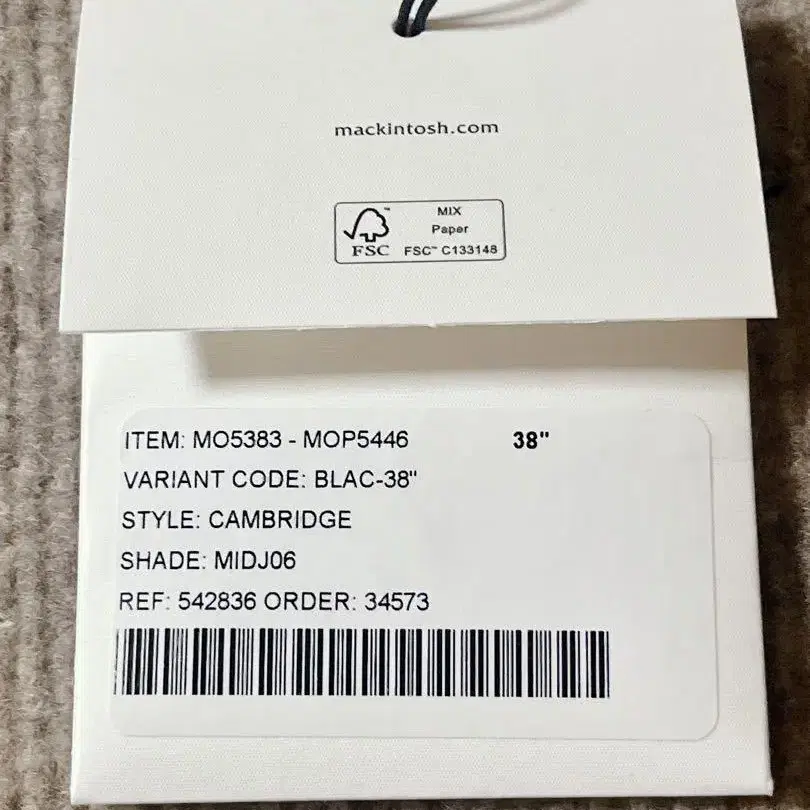 mackintosh.com
FSC™
MIX
Paper
FSC™ C133148
ITEM: MO5383 - MOP5446 38"
VARIANT CODE: BLAC-38"
STYLE: CAMBRIDGE
SHADE: MIDJ06
REF: 542836 ORDER: 34573